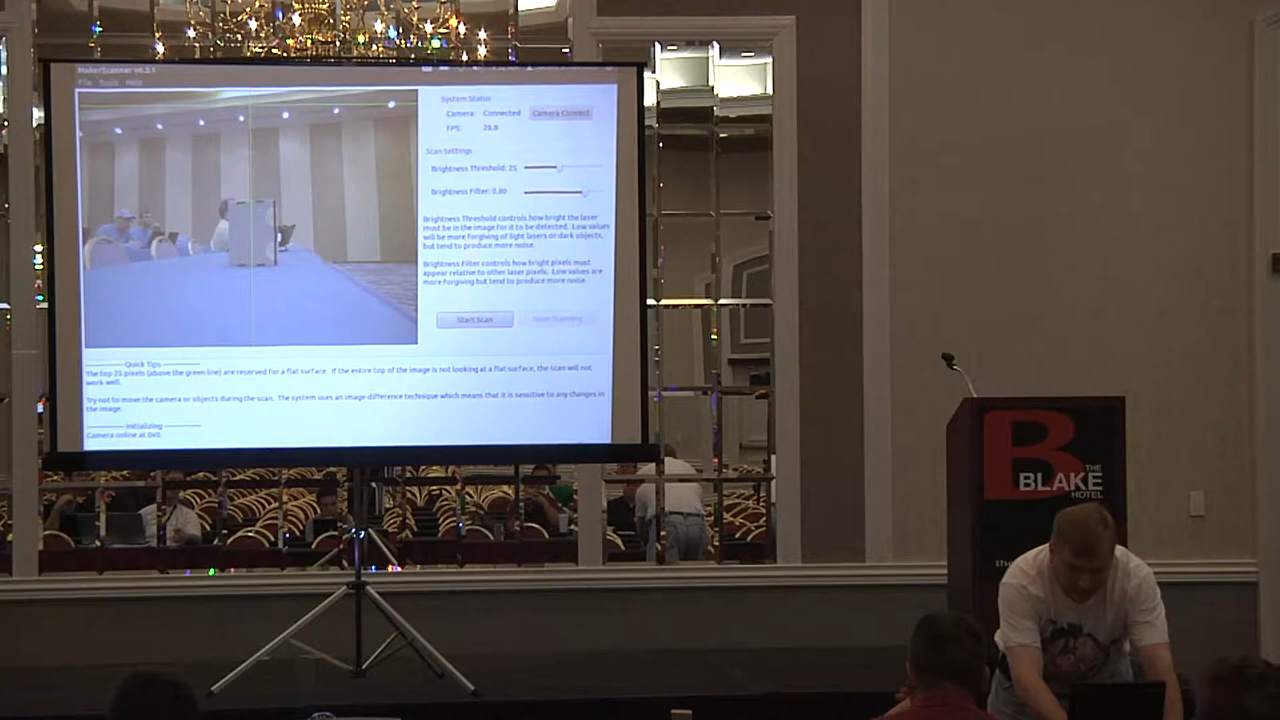 MakerScanner v0.3.1
File Tools Help
System Status
Camera: Connected Camera Connect
FPS: 28.8
Scan Settings
Brightness Threshold: 25
Brightness Filter: 0.80
Brightness Threshold controls how bright the laser
must be in the image for it to be detected. Low values
will be more forgiving of light lasers or dark objects,
but tend to produce more noise.
Brightness Filter controls how bright pixels must
appear relative to other laser pixels. Low values are
more forgiving but tend to produce more noise.
Start Scan
---------- Quick Tips ----------
The top 25 pixels (above the green line) are reserved for a flat surface. If the entire top of the image is not looking at a flat surface, the scan will not
work well.
Try not to move the camera or objects during the scan. The system uses an image-difference technique which means that it is sensitive to any changes in
the image.
---------- Initializing ----------
Camera online at 0x0.
B
THE
BLAKE
HOTEL